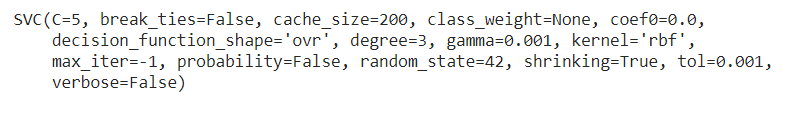 SVC(C=5, break_ties=False, cache_size=200, class_weight=None, coef0=0.0,
    decision_function_shape='ovr', degree=3, gamma=0.001, kernel='rbf',
    max_iter=-1, probability=False, random_state=42, shrinking=True, tol=0.001,
    verbose=False)